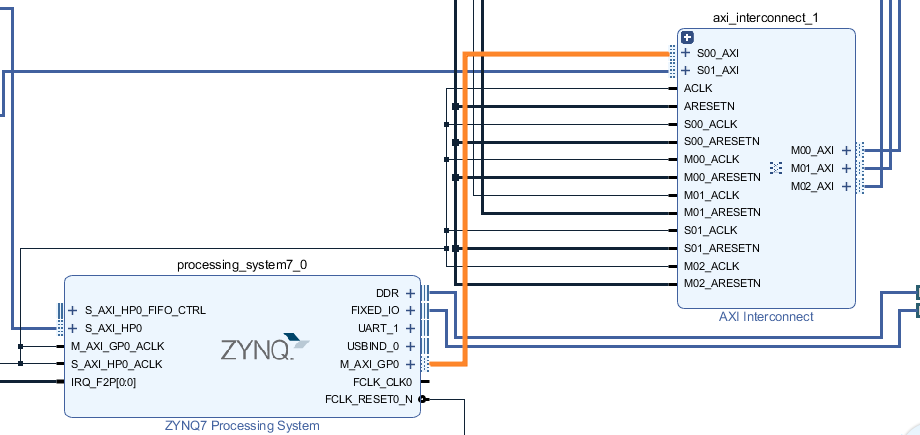 axi_interconnect_1
S00_AXI
S01_AXI
ACLK
ARESETN
S00_ACLK
S00_ARESETN
M00_ACLK
M00_ARESETN
M01_ACLK
M01_ARESETN
S01_ACLK
S01_ARESETN
M02_ACLK
M02_ARESETN
M00_AXI
M01_AXI
M02_AXI
AXI Interconnect
processing_system7_0
S_AXI_HP0_FIFO_CTRL
S_AXI_HP0
M_AXI_GP0_ACLK
S_AXI_HP0_ACLK
IRQ_F2P[0:0]
ZYNQ
DDR
FIXED_IO
UART_1
USBIND_0
M_AXI_GP0
FCLK_CLK0
FCLK_RESET0_N
ZYNQ7 Processing System